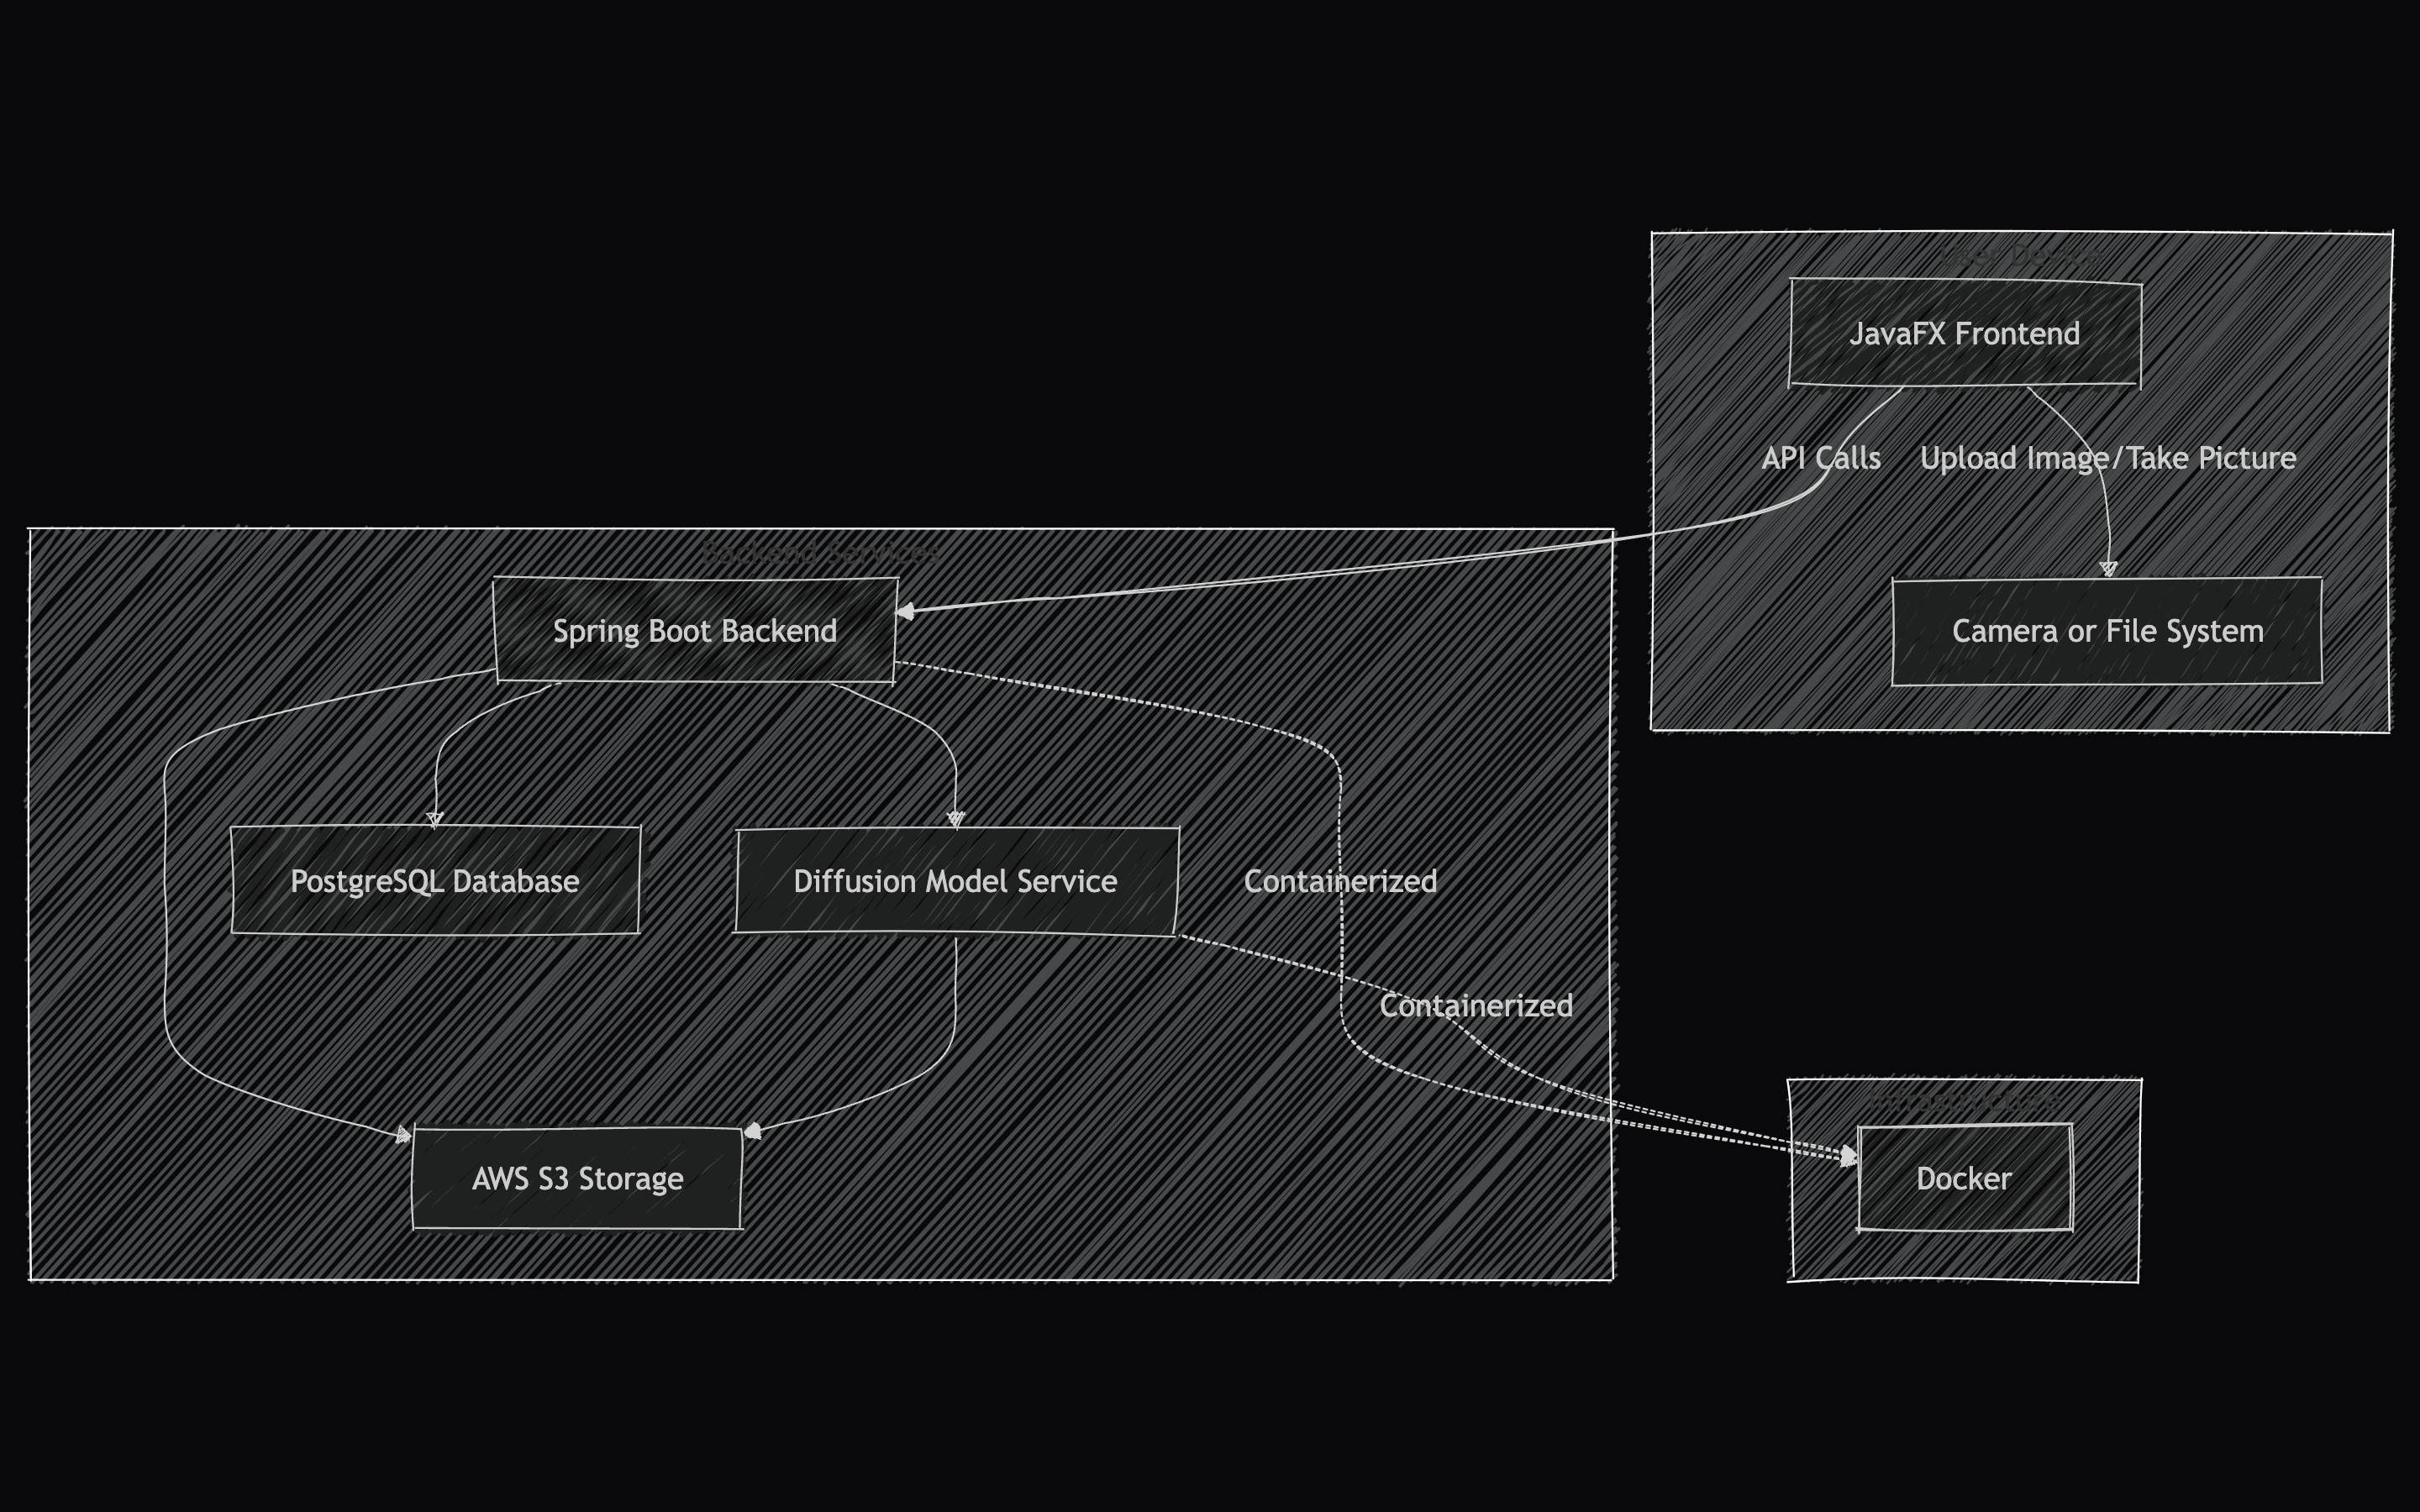 User Device
JavaFX Frontend
API Calls
Upload Image/Take Picture
Backend Services
Spring Boot Backend
Camera or File System
PostgreSQL Database
Diffusion Model Service
Containerized
Containerized
AWS S3 Storage
Docker